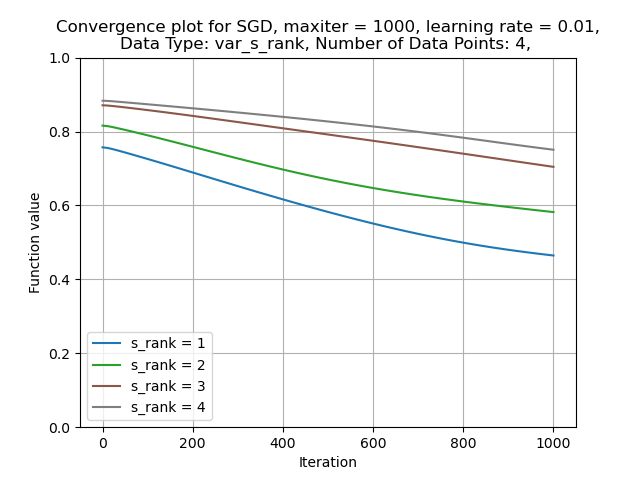 Convergence plot for SGD, maxiter = 1000, learning rate = 0.01,
Data Type: var_s_rank, Number of Data Points: 4,
Function value
1.0
0.8
0.6
0.4
0.2
0.0
s_rank = 1
s_rank = 2
s_rank = 3
s_rank = 4
0 200 400 600 800 1000
Iteration